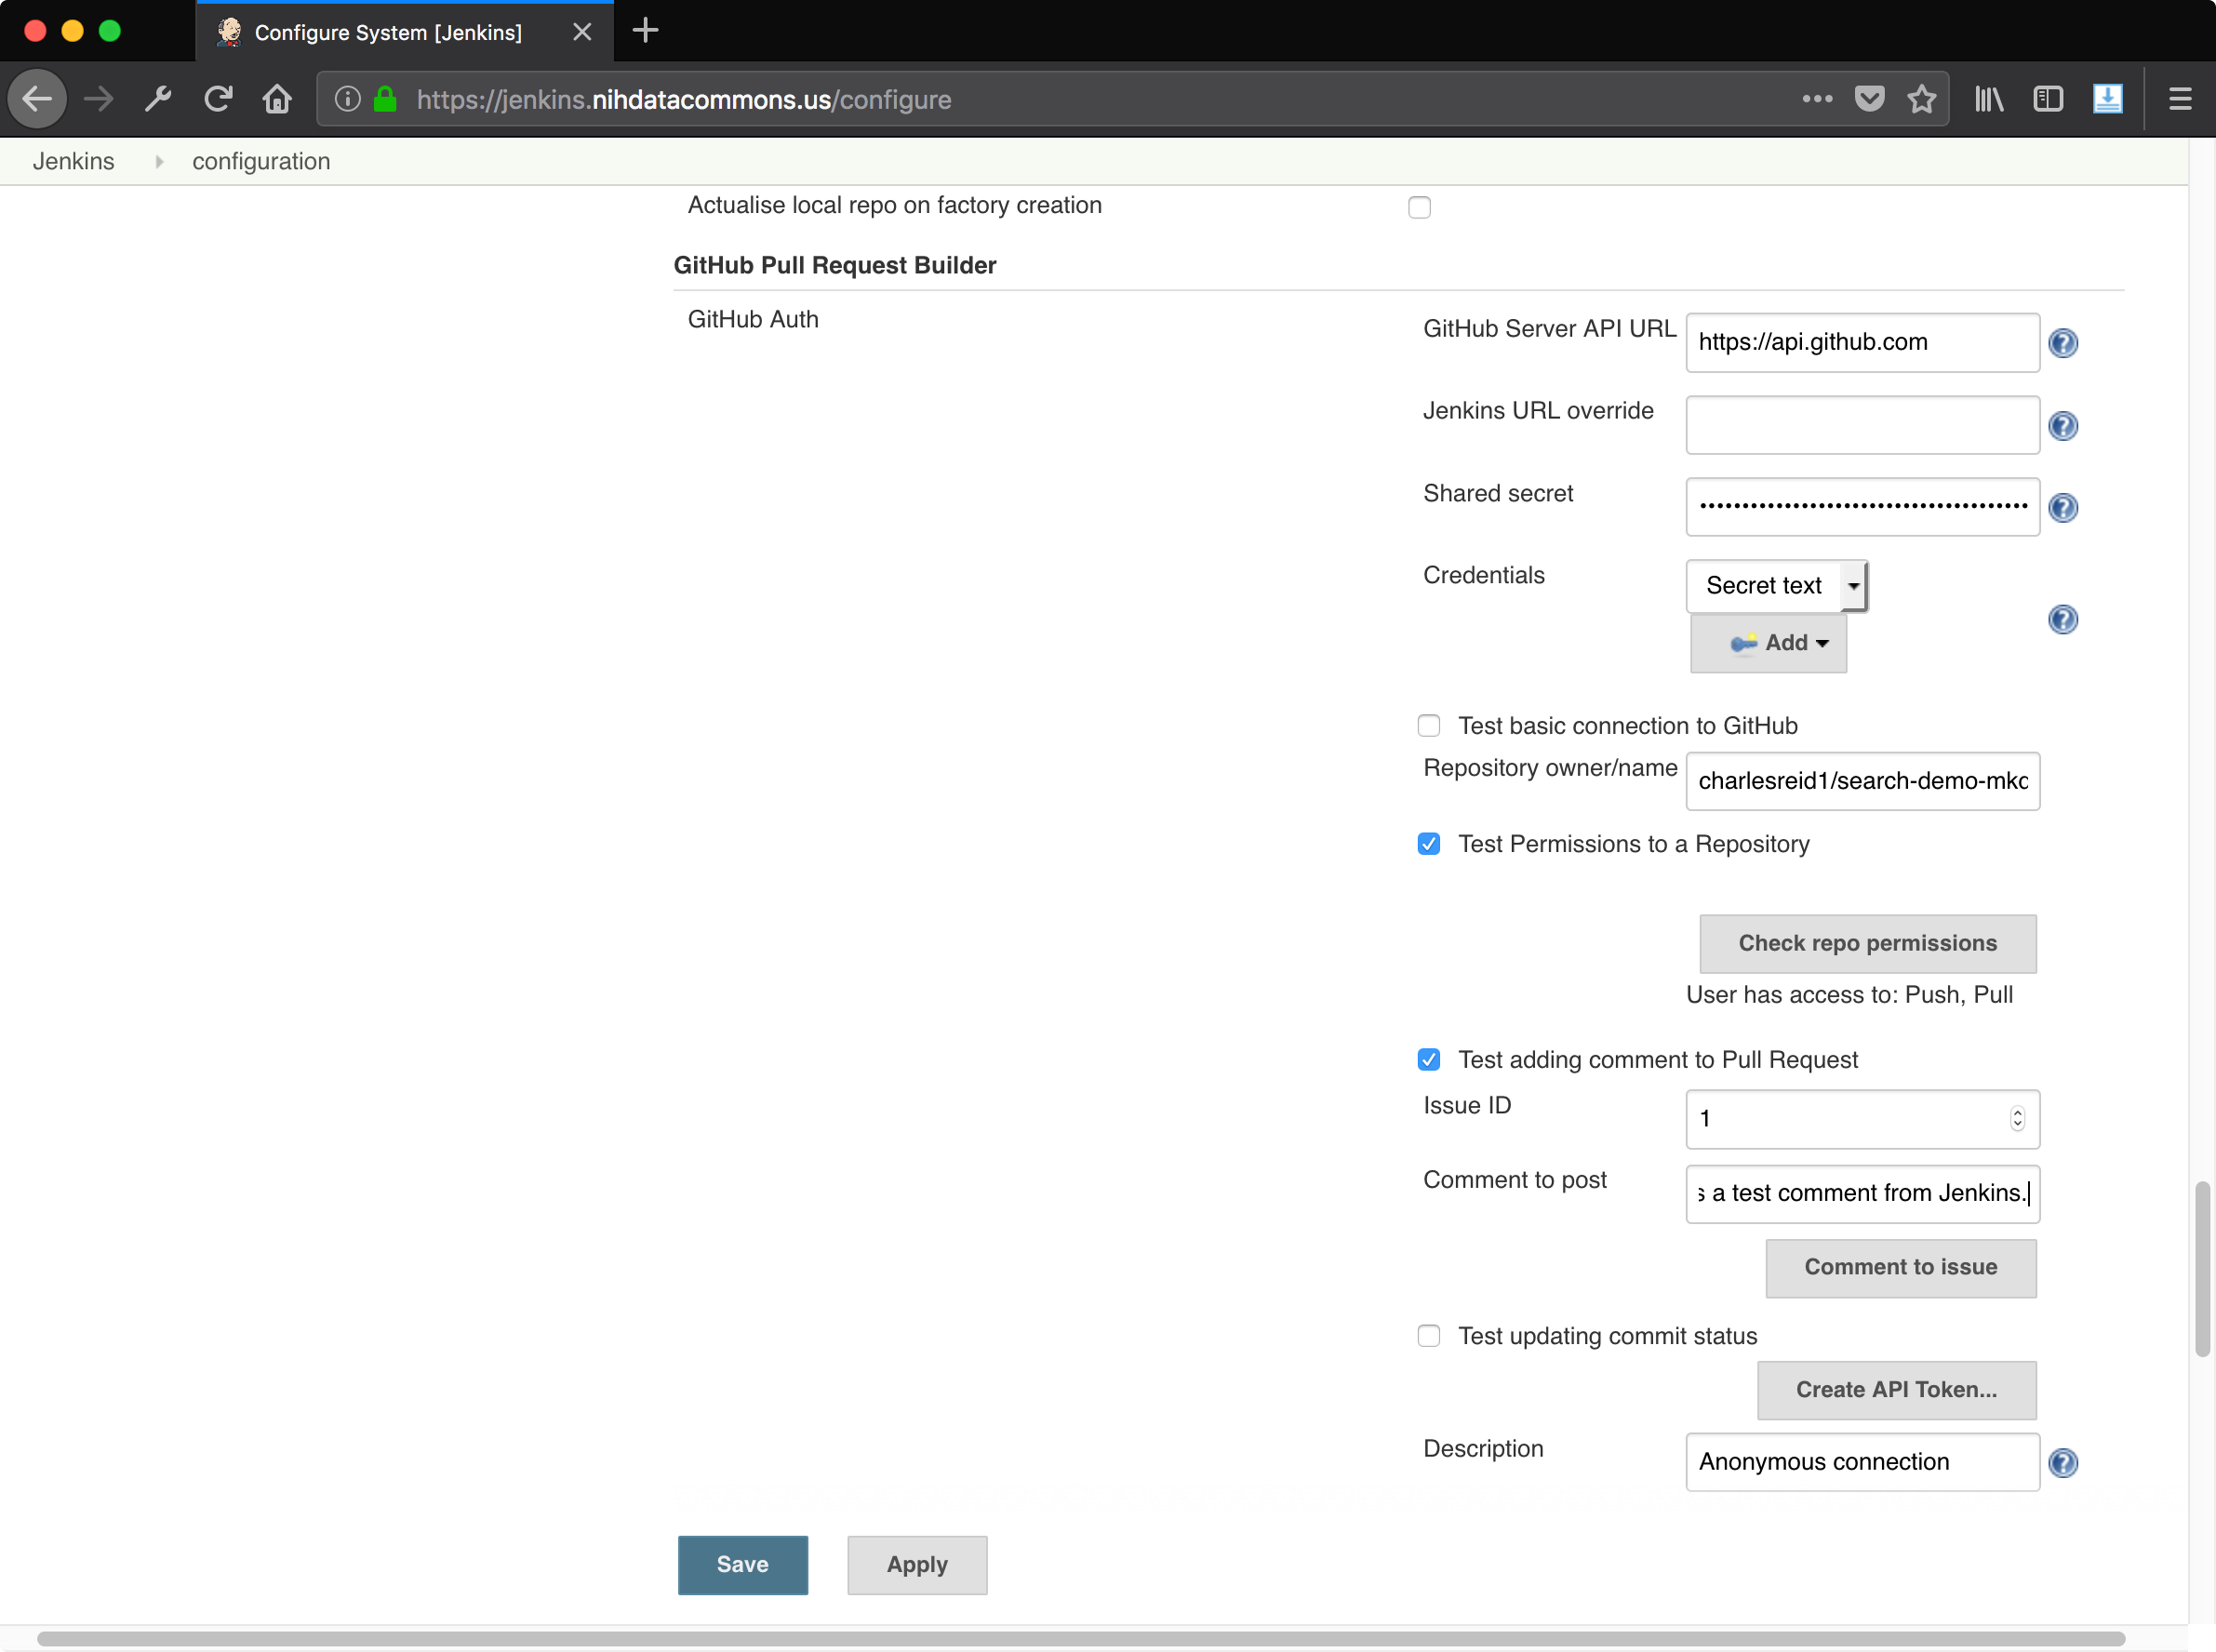 Configure System [Jenkins]
https://jenkins.nihdatacommons.us/configure
Jenkins configuration
Actualise local repo on factory creation
GitHub Pull Request Builder
GitHub Auth
GitHub Server API URL https://api.github.com
Jenkins URL override
Shared secret ••••••••••••••••••••••••••••••••••••••••
Credentials Secret text
Add
Test basic connection to GitHub
Repository owner/name charlesreid1/search-demo-mkd
Test Permissions to a Repository
Check repo permissions
User has access to: Push, Pull
Test adding comment to Pull Request
Issue ID 1
Comment to post s a test comment from Jenkins.
Comment to issue
Test updating commit status
Create API Token...
Description Anonymous connection
Save Apply